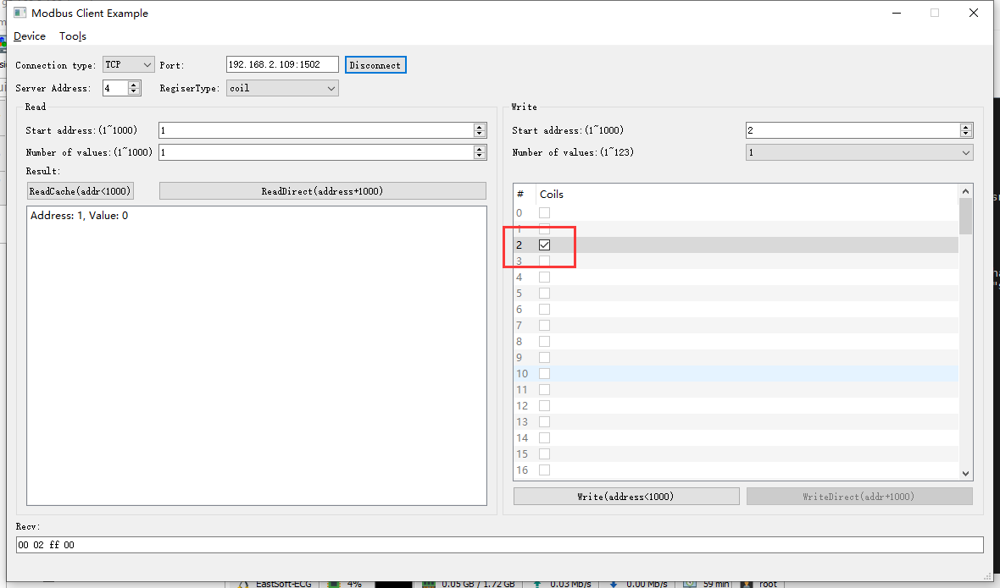 Modbus Client Example
Device Tools
Connection type: TCP Port: 192.168.2.109:1502 Disconnect
Server Address: 4 RegiserType: coil
Read
Start address:(1~1000) 1
Number of values:(1~1000) 1
Result:
ReadCache(addr<1000) ReadDirect(address+1000)
Address: 1, Value: 0
Write
Start address:(1~1000) 2
Number of values:(1~123) 1
# Coils
0
1
2
3
4
5
6
7
8
9
10
11
12
13
14
15
16
Write(address<1000) WriteDirect(addr+1000)
Recv:
00 02 ff 00
EastSoft-ECG 4% 0.05 GB / 1.72 GB 0.03 Mb/s 0.00 Mb/s 59 min root